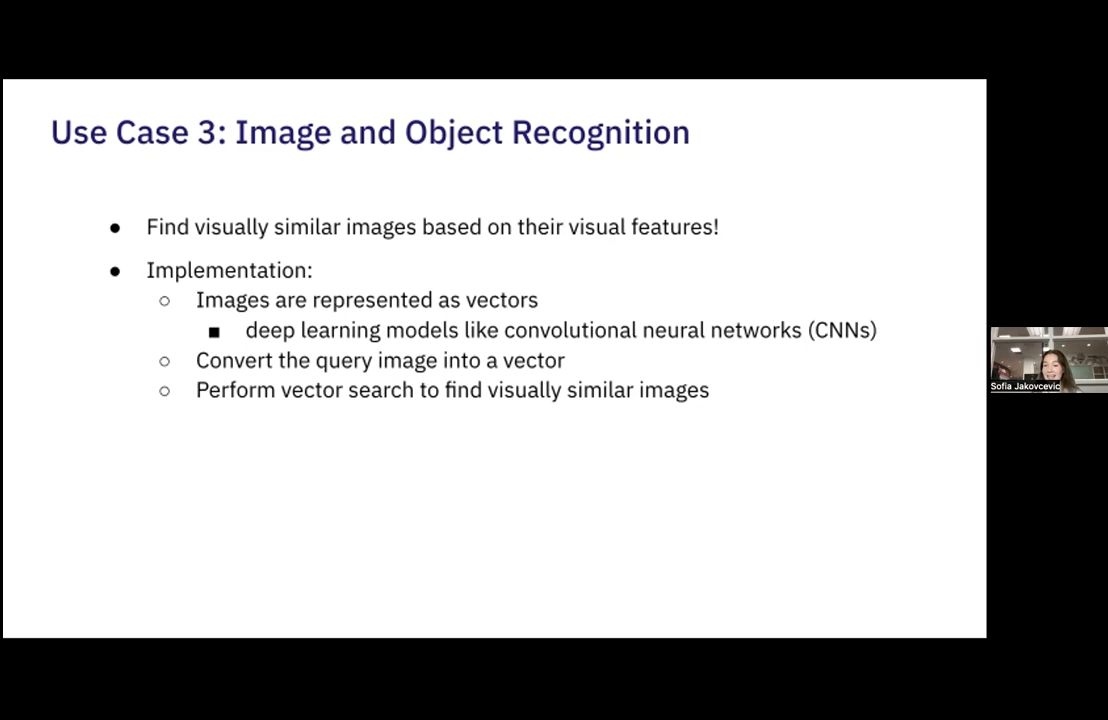 Use Case 3: Image and Object Recognition
● Find visually similar images based on their visual features!
● Implementation:
○ Images are represented as vectors
■ deep learning models like convolutional neural networks (CNNs)
○ Convert the query image into a vector
○ Perform vector search to find visually similar images
Sofia Jakovcevic